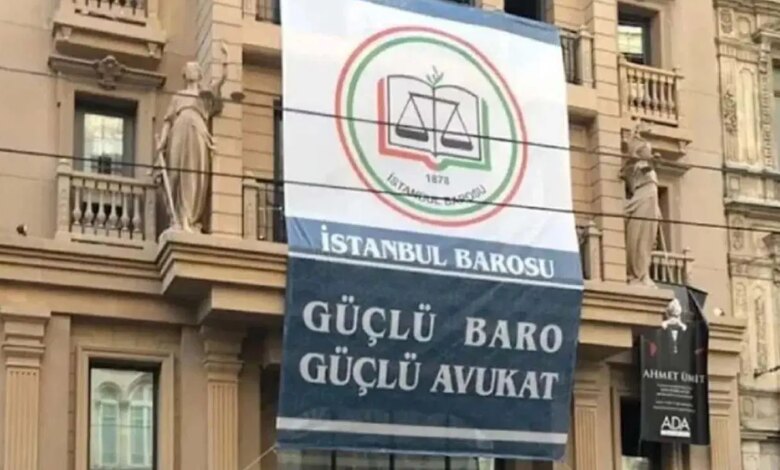 1878
İSTANBUL BAROSU
İSTANBUL BAROSU
GÜÇLÜ BARO
GÜÇLÜ AVUKAT
AHMET ÜMİT
ADA